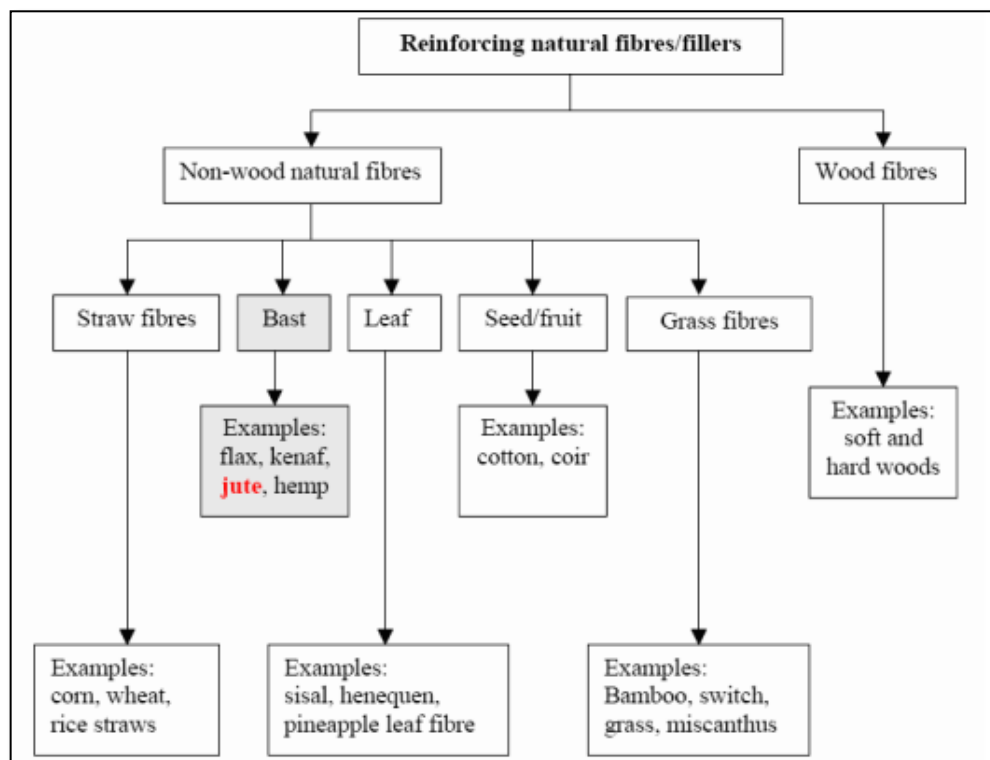 Reinforcing natural fibres/fillers
Non-wood natural fibres
Wood fibres
Straw fibres
Bast
Leaf
Seed/fruit
Grass fibres
Examples:
flax, kenaf,
jute, hemp
Examples:
cotton, coir
Examples:
soft and
hard woods
Examples:
corn, wheat,
rice straws
Examples:
sisal, henequen,
pineapple leaf fibre
Examples:
Bamboo, switch,
grass, miscanthus